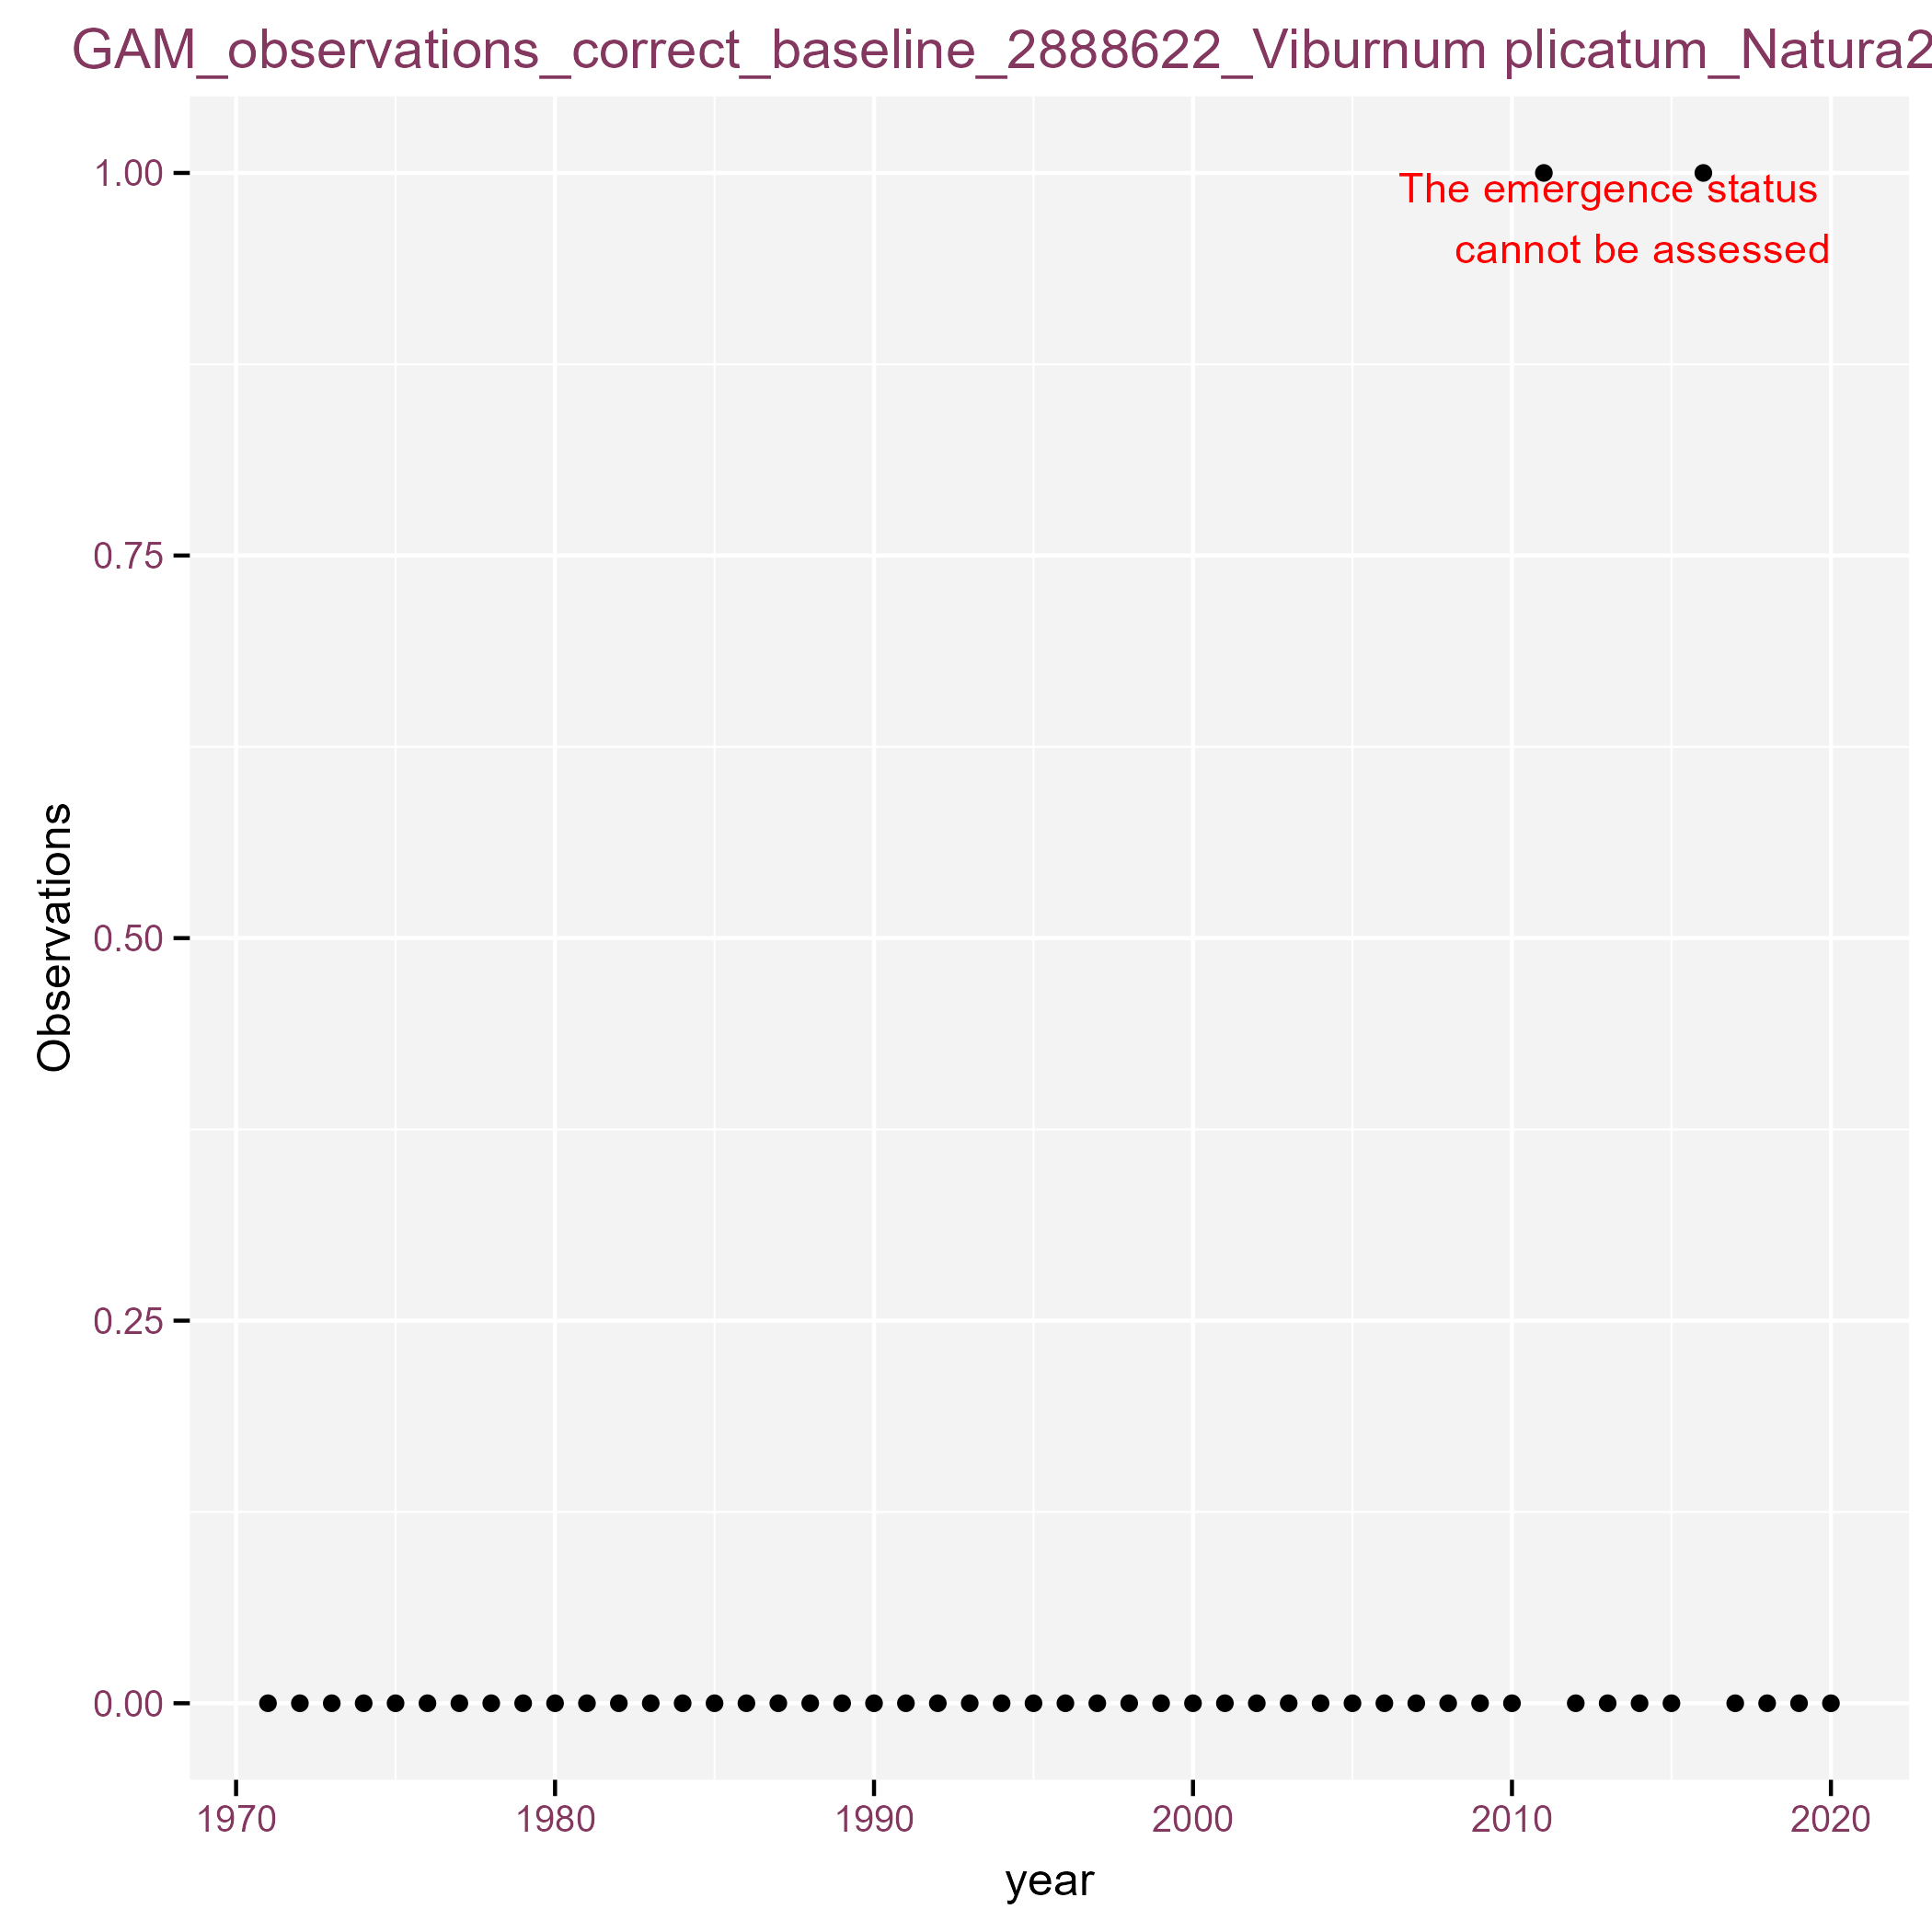 GAM_observations_correct_baseline_2888622_Viburnum plicatum_Natura2
1.00
The emergence status
cannot be assessed
0.75
0.50
0.25
0.00
Observations
1970 1980 1990 2000 2010 2020
year